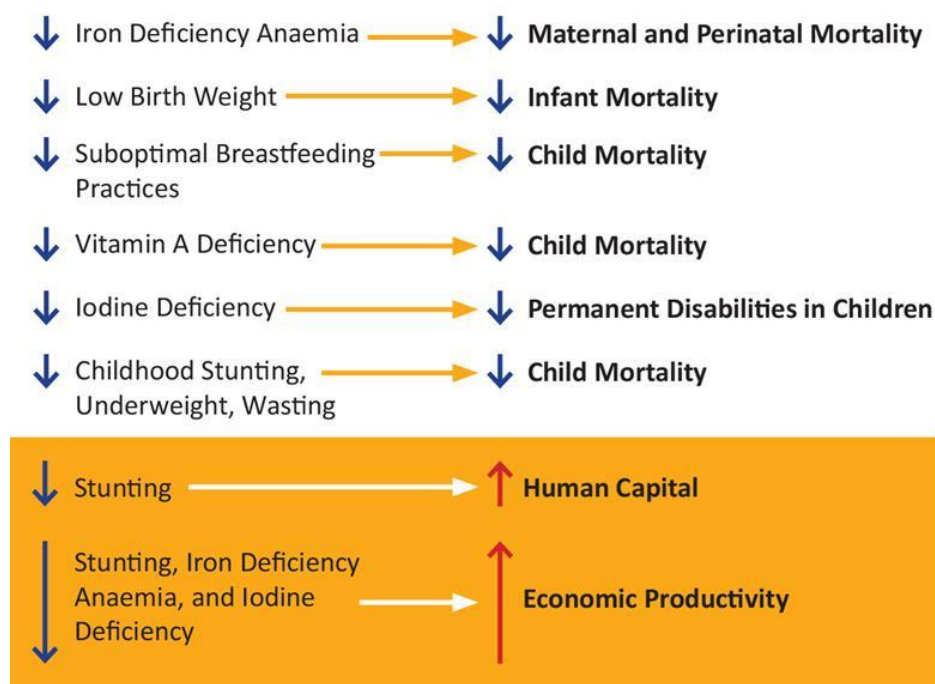 Iron Deficiency Anaemia Maternal and Perinatal Mortality
Low Birth Weight Infant Mortality
Suboptimal Breastfeeding Child Mortality
Practices
Vitamin A Deficiency Child Mortality
Iodine Deficiency Permanent Disabilities in Children
Childhood Stunting, Child Mortality
Underweight, Wasting
Stunting Human Capital
Stunting, Iron Deficiency
Anaemia, and Iodine Economic Productivity
Deficiency